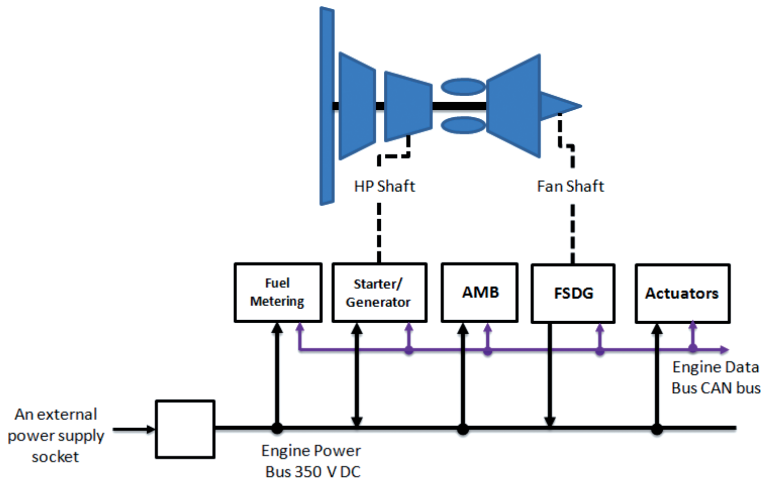 HP Shaft
Fan Shaft
Fuel
Metering
Starter/
Generator
AMB
FSDG
Actuators
Engine Data
Bus CAN bus
An external
power supply
socket
Engine Power
Bus 350 V DC